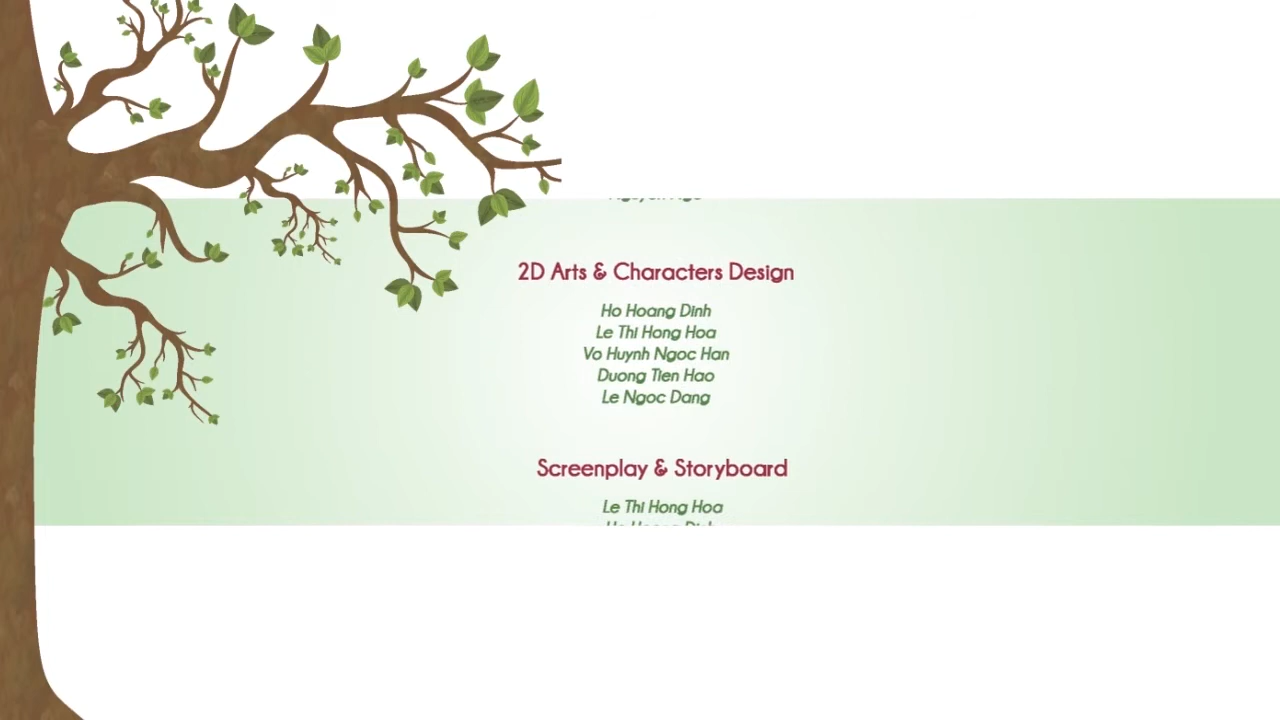 2D Arts & Characters Design
Ho Hoang Dinh
Le Thi Hong Hoa
Vo Huynh Ngoc Han
Duong Tien Hao
Le Ngoc Dang
Screenplay & Storyboard
Le Thi Hong Hoa